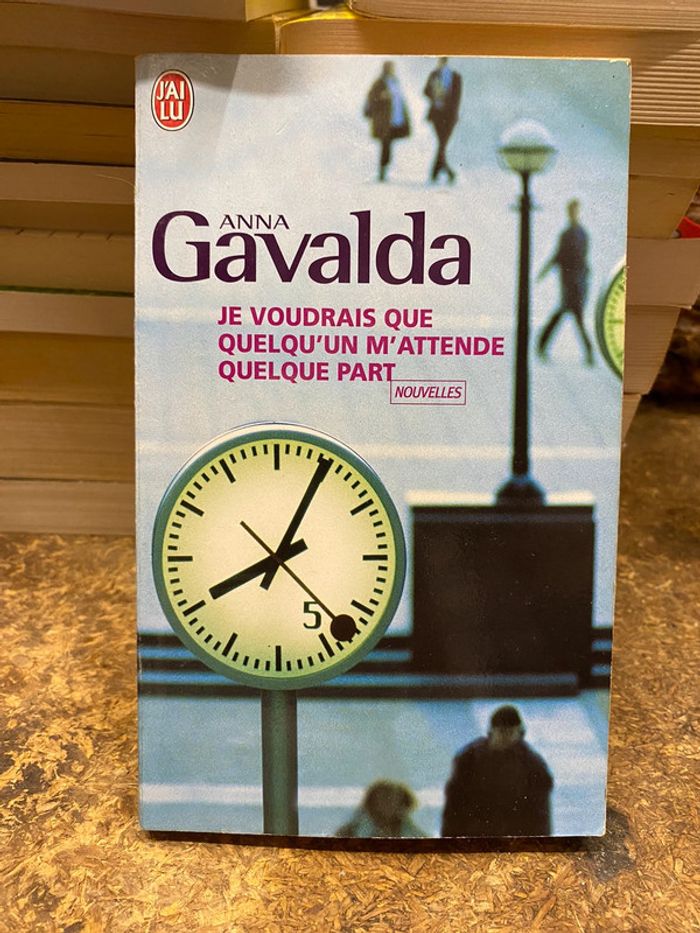 J'AI
LU
ANNA
Gavalda
JE VOUDRAIS QUE
QUELQU'UN M'ATTENDE
QUELQUE PART
NOUVELLES
5